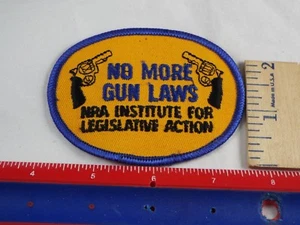 NO MORE
GUN LAWS
NRA INSTITUTE FOR
LEGISLATIVE ACTION
2
1
4
5
6
7
8